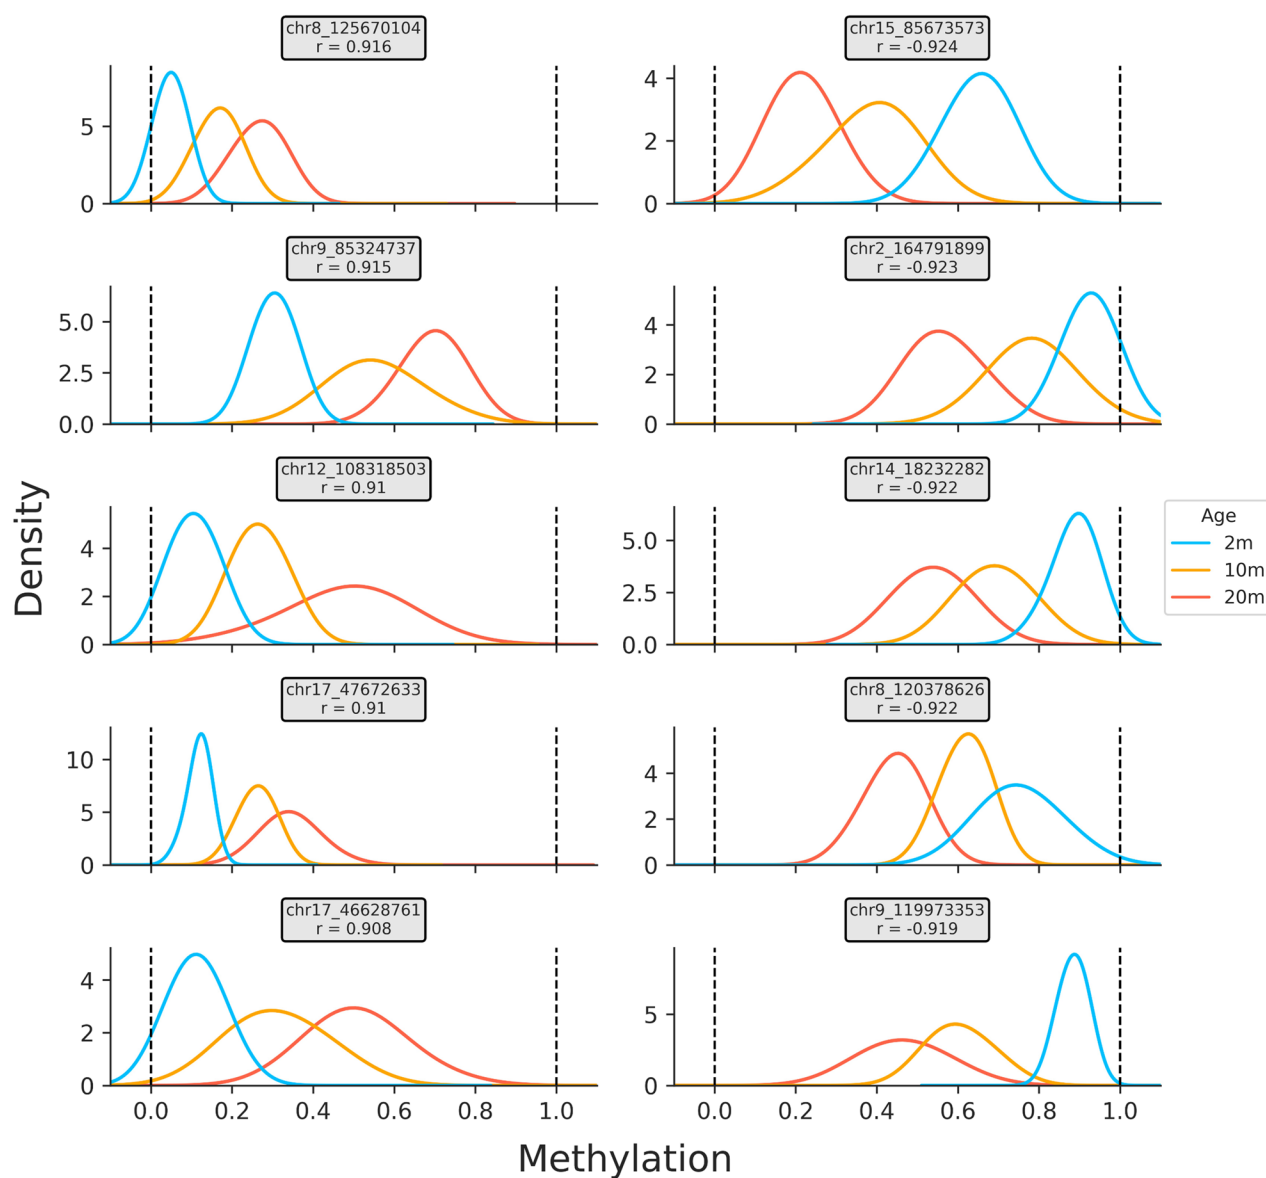 chr8_125670104
r = 0.916
5
0
chr15_85673573
r = -0.924
4
2
0
chr9_85324737
r = 0.915
5.0
2.5
0.0
chr2_164791899
r = -0.923
4
2
0
chr12_108318503
r = 0.91
4
2
0
chr14_18232282
r = -0.922
5.0
2.5
0.0
Age
2m
10m
20m
Density
chr17_47672633
r = 0.91
10
5
0
chr8_120378626
r = -0.922
4
2
0
chr17_46628761
r = 0.908
4
2
0
0.0 0.2 0.4 0.6 0.8 1.0
chr9_119973353
r = -0.919
5
0
0.0 0.2 0.4 0.6 0.8 1.0
Methylation